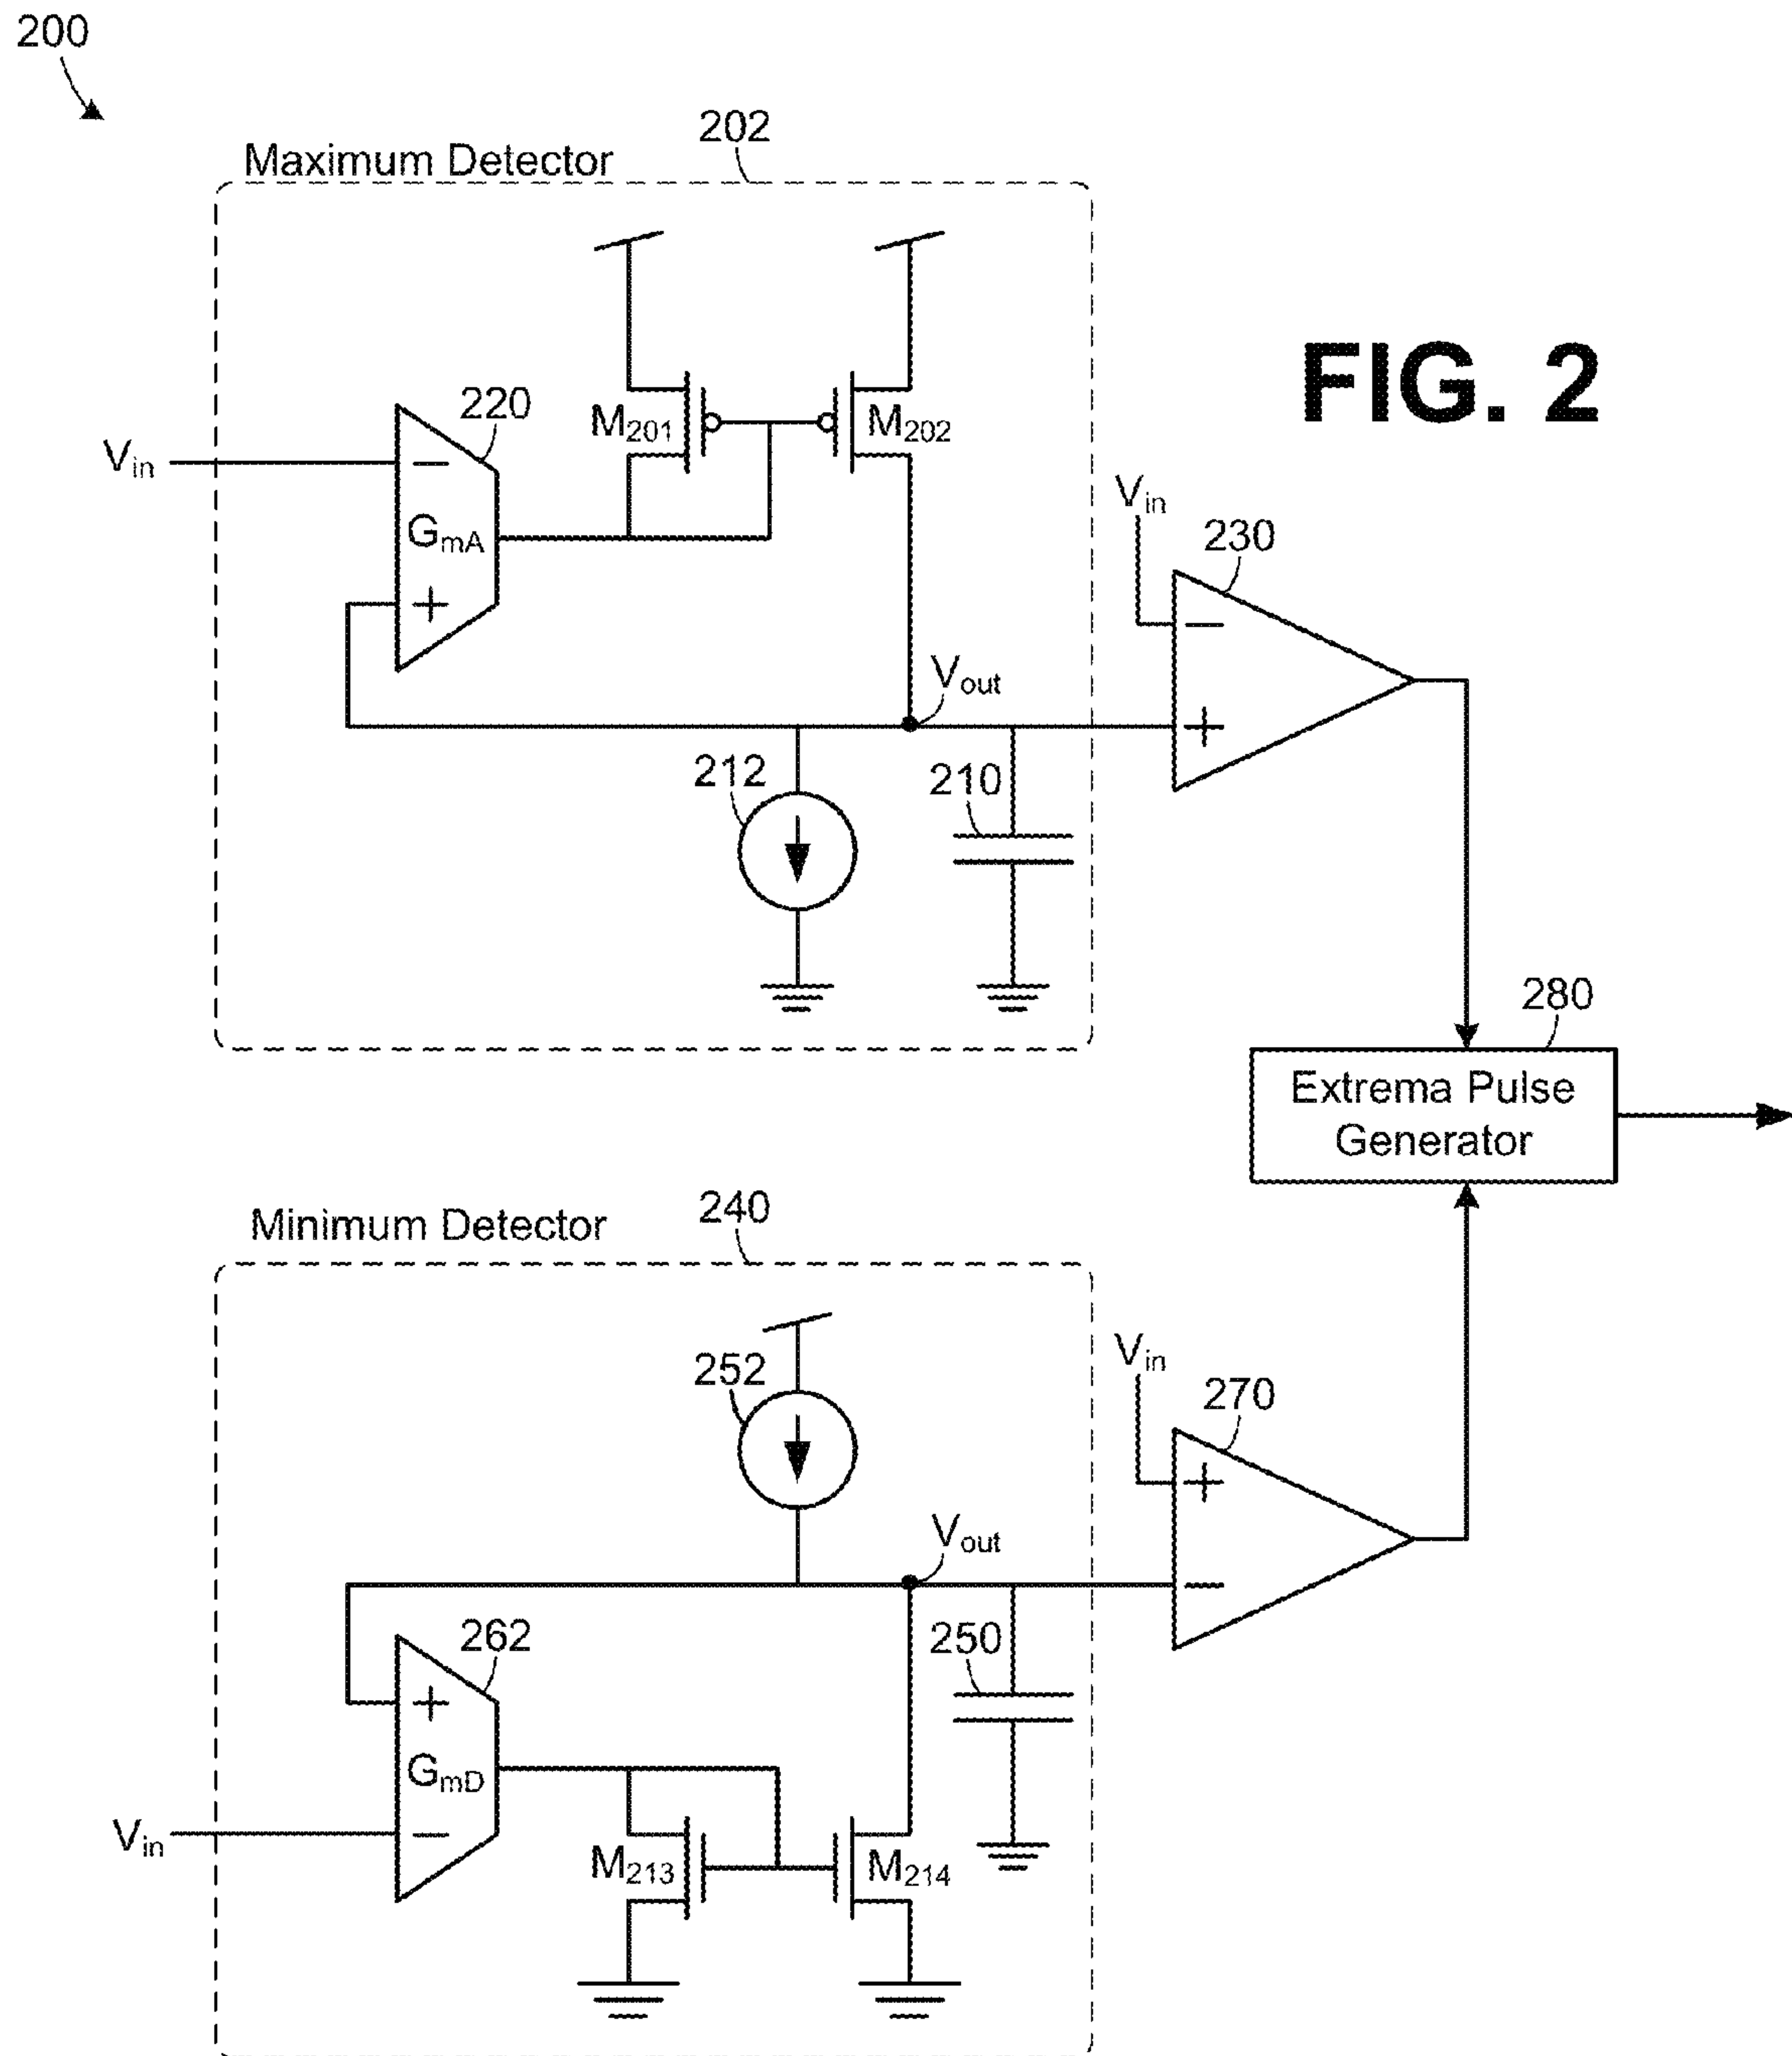 200
202
Maximum Detector
FIG. 2
220
M201
M202
Vin
−
GmA
+
Vin
230
−
Vout
+
212
210
280
Extrema Pulse
Generator
240
Minimum Detector
252
Vin
270
+
Vout
−
262
250
+
GmD
Vin
−
M213
M214